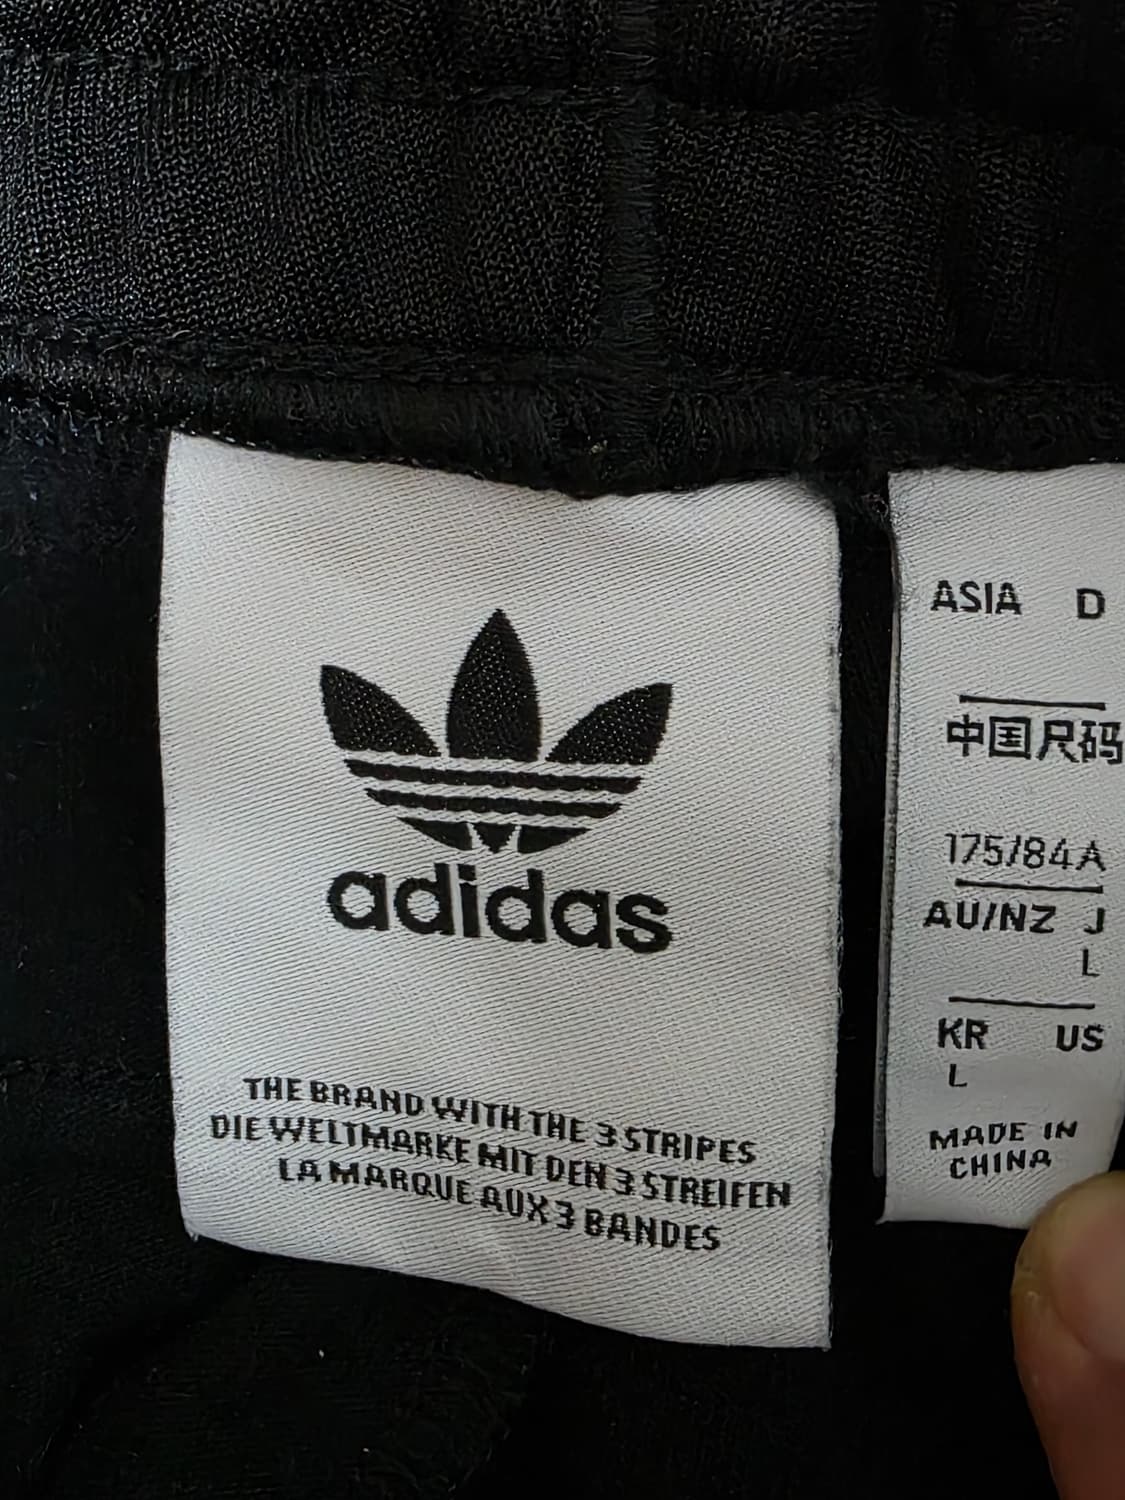 adidas
THE BRAND WITH THE 3 STRIPES
DIE WELTMARKE MIT DEN 3 STREIFEN
LA MARQUE AUX 3 BANDES
ASIA D
中国尺码
175/84A
AU/NZ J
L
KR US
L
MADE IN
CHINA